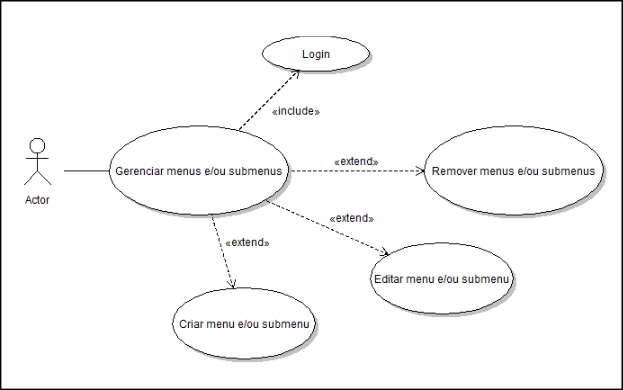 Login
«include»
Gerenciar menus e/ou submenus
«extend»
Remover menus e/ou submenus
Actor
«extend»
«extend»
Editar menu e/ou submenu
Criar menu e/ou submenu